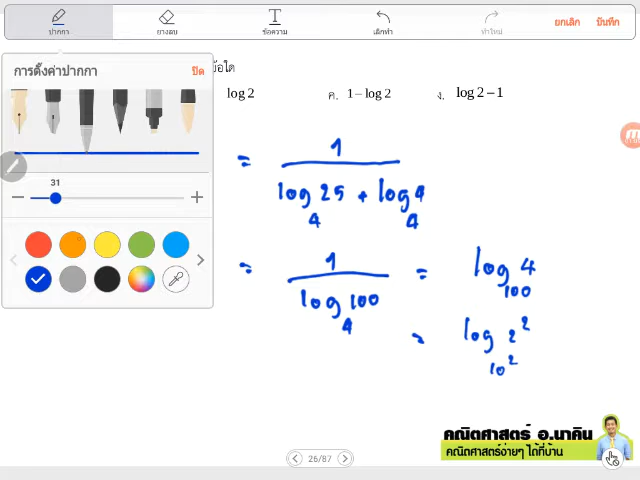 ปากกา ยางลบ ข้อความ เลิกทำ ทำใหม่ ยกเลิก บันทึก
การตั้งค่าปากกา ปิด
log 2 ค. 1 – log 2 ง. log 2 – 1
= 1
log₄ 25 + log₄ 4
31
= 1 = log₁₀₀ 4
log₄ 100
= log₁₀² 2²
คณิตศาสตร์ อ.นาคิน
คณิตศาสตร์ง่ายๆ ได้ที่บ้าน
26/87